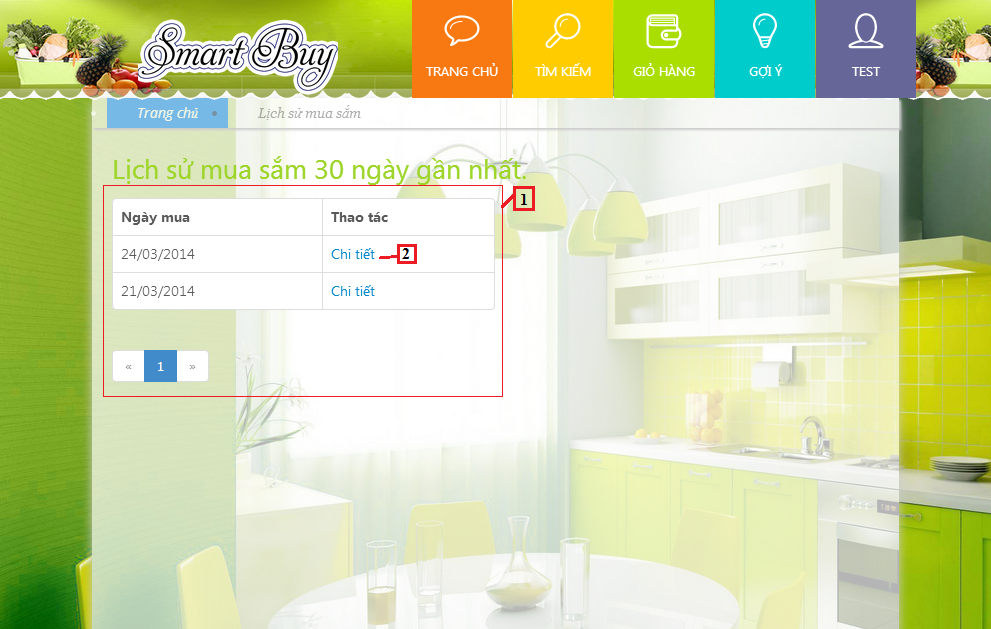 Smart Buy
TRANG CHỦ
TÌM KIẾM
GIỎ HÀNG
GỢI Ý
TEST
Trang chủ
Lịch sử mua sắm
Lịch sử mua sắm 30 ngày gần nhất.
1
Ngày mua Thao tác
24/03/2014 Chi tiết 2
21/03/2014 Chi tiết
« 1 »